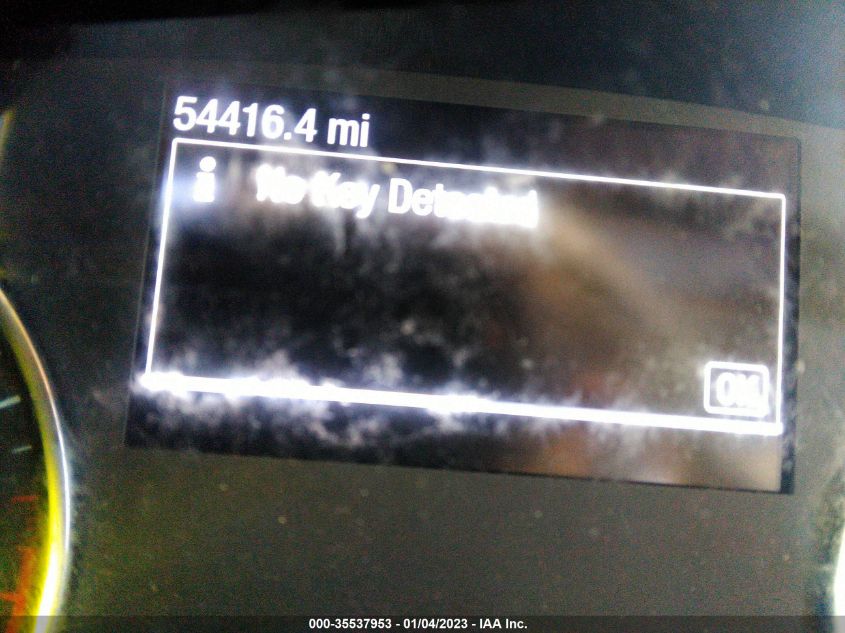 54416.4 mi
i No Key Detected
OK
000-35537953 - 01/04/2023 - IAA Inc.